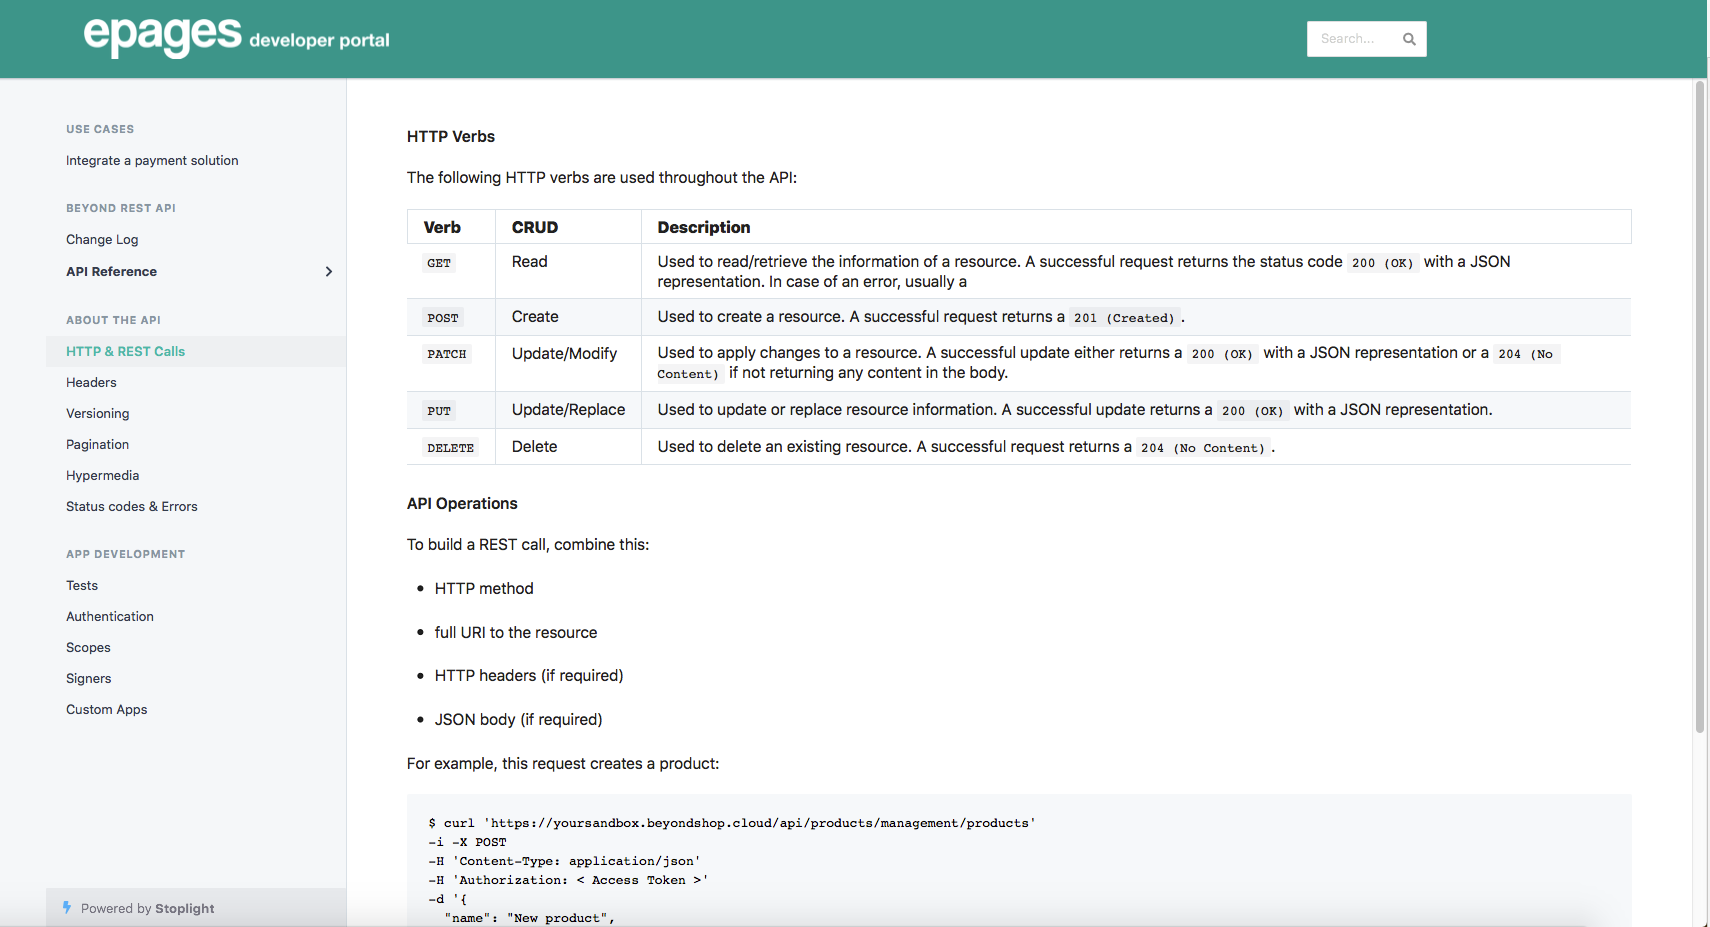 epages developer portal
Search...
USE CASES
Integrate a payment solution
BEYOND REST API
Change Log
API Reference
ABOUT THE API
HTTP & REST Calls
Headers
Versioning
Pagination
Hypermedia
Status codes & Errors
APP DEVELOPMENT
Tests
Authentication
Scopes
Signers
Custom Apps
Powered by Stoplight
HTTP Verbs
The following HTTP verbs are used throughout the API:
Verb CRUD Description
GET Read Used to read/retrieve the information of a resource. A successful request returns the status code 200 (OK) with a JSON
representation. In case of an error, usually a
POST Create Used to create a resource. A successful request returns a 201 (Created) .
PATCH Update/Modify Used to apply changes to a resource. A successful update either returns a 200 (OK) with a JSON representation or a 204 (No
Content) if not returning any content in the body.
PUT Update/Replace Used to update or replace resource information. A successful update returns a 200 (OK) with a JSON representation.
DELETE Delete Used to delete an existing resource. A successful request returns a 204 (No Content) .
API Operations
To build a REST call, combine this:
• HTTP method
• full URI to the resource
• HTTP headers (if required)
• JSON body (if required)
For example, this request creates a product:
$ curl 'https://yoursandbox.beyondshop.cloud/api/products/management/products'
-i -X POST
-H 'Content-Type: application/json'
-H 'Authorization: < Access Token >'
-d '{
"name": "New product",